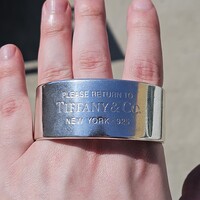 PLEASE RETURN TO
TIFFANY & CO.
NEW YORK 925